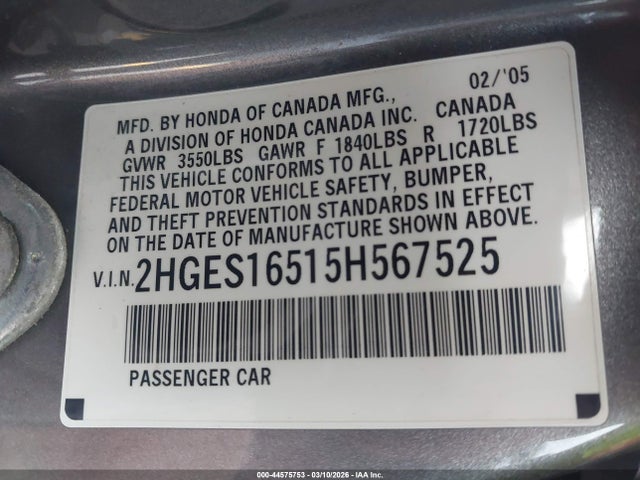 02/'05
MFD. BY HONDA OF CANADA MFG.,
A DIVISION OF HONDA CANADA INC. CANADA
GVWR 3550LBS GAWR F 1840LBS R 1720LBS
THIS VEHICLE CONFORMS TO ALL APPLICABLE
FEDERAL MOTOR VEHICLE SAFETY, BUMPER,
AND THEFT PREVENTION STANDARDS IN EFFECT
ON THE DATE OF MANUFACTURE SHOWN ABOVE.
V.I.N. 2HGES16515H567525
PASSENGER CAR
000-44575753 - 03/10/2026 - IAA Inc.